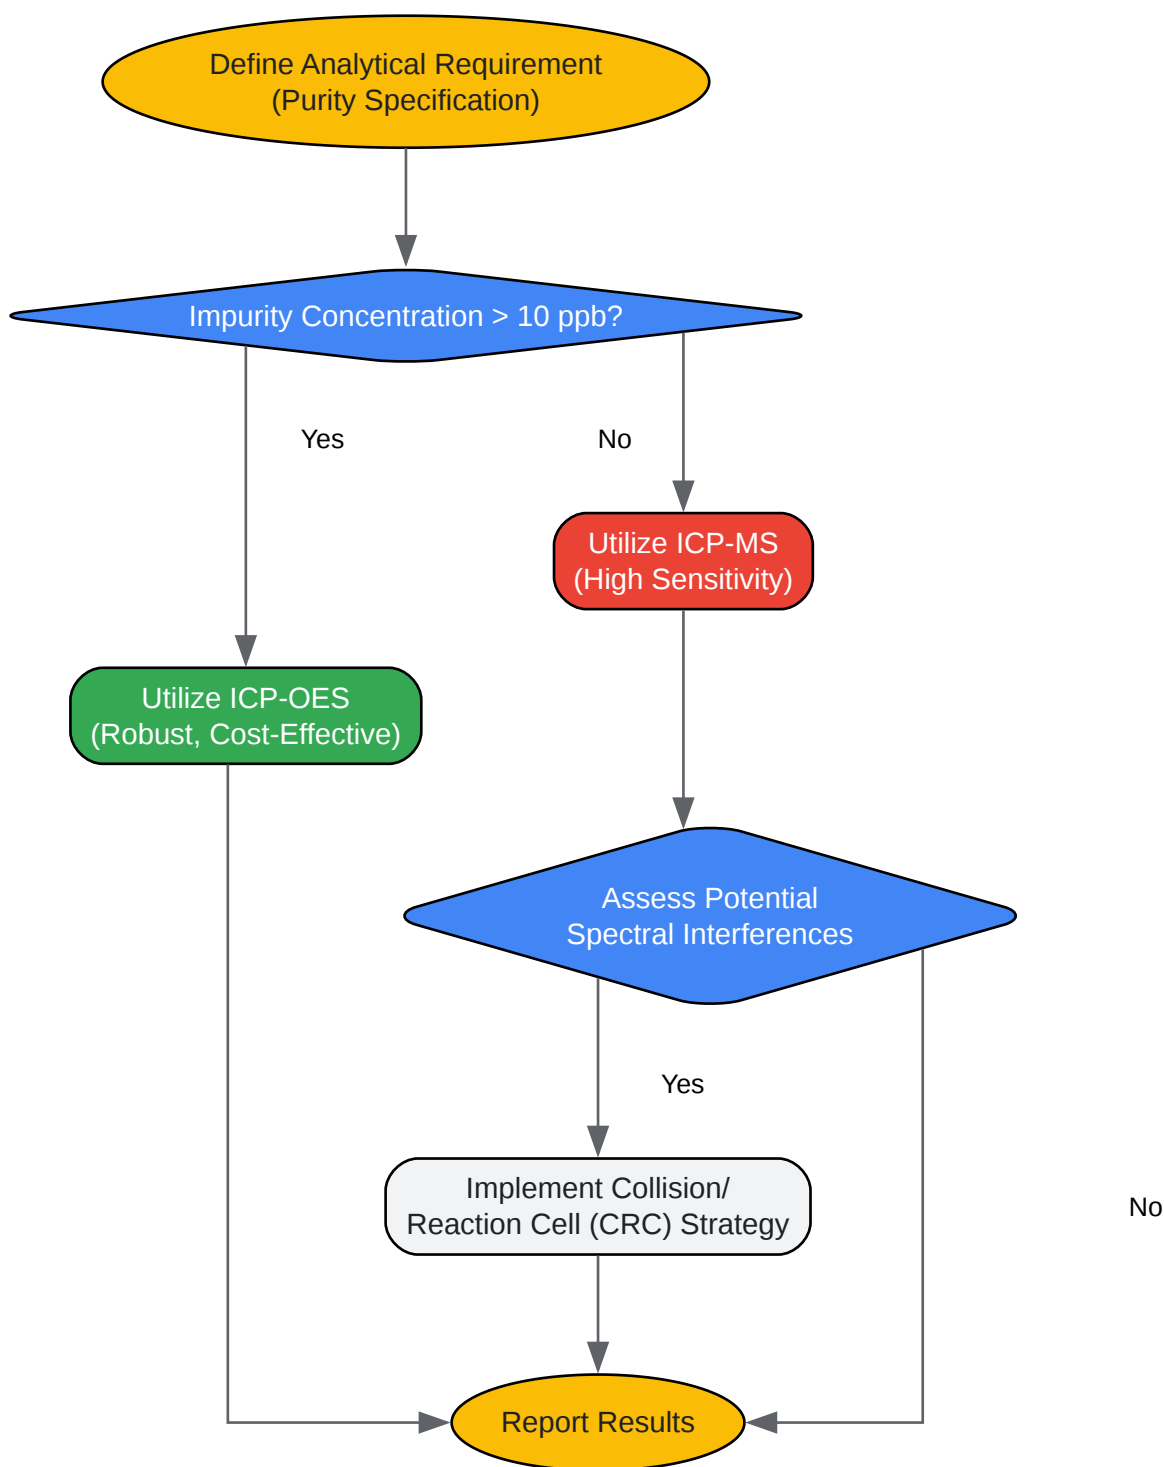 Define Analytical Requirement
(Purity Specification)
Impurity Concentration > 10 ppb?
Yes
No
Utilize ICP-MS
(High Sensitivity)
Utilize ICP-OES
(Robust, Cost-Effective)
Assess Potential
Spectral Interferences
Yes
Implement Collision/
Reaction Cell (CRC) Strategy
No
Report Results